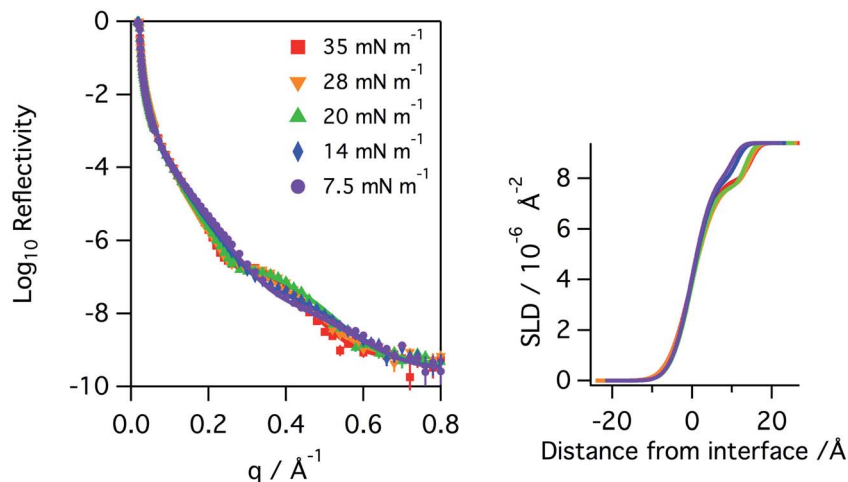 Log10 Reflectivity
0
-2
-4
-6
-8
-10
35 mN m-1
28 mN m-1
20 mN m-1
14 mN m-1
7.5 mN m-1
0.0 0.2 0.4 0.6 0.8
q / Å-1
SLD / 10-6 Å-2
8
6
4
2
0
-20 0 20
Distance from interface /Å